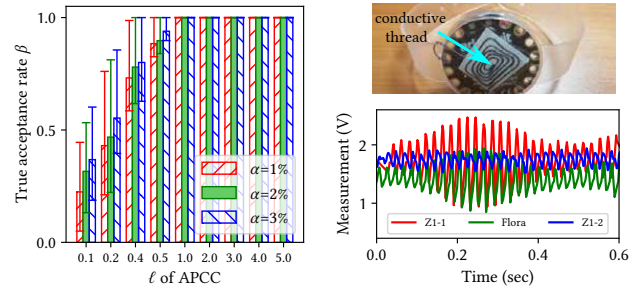 True acceptance rate β
1.0
0.5
0.0
α=1%
α=2%
α=3%
0.1 0.2 0.4 0.5 1.0 2.0 3.0 4.0 5.0
ℓ of APCC
conductive
thread
Measurement (V)
2
1
Z1-1 Flora Z1-2
0.0 0.2 0.4 0.6
Time (sec)